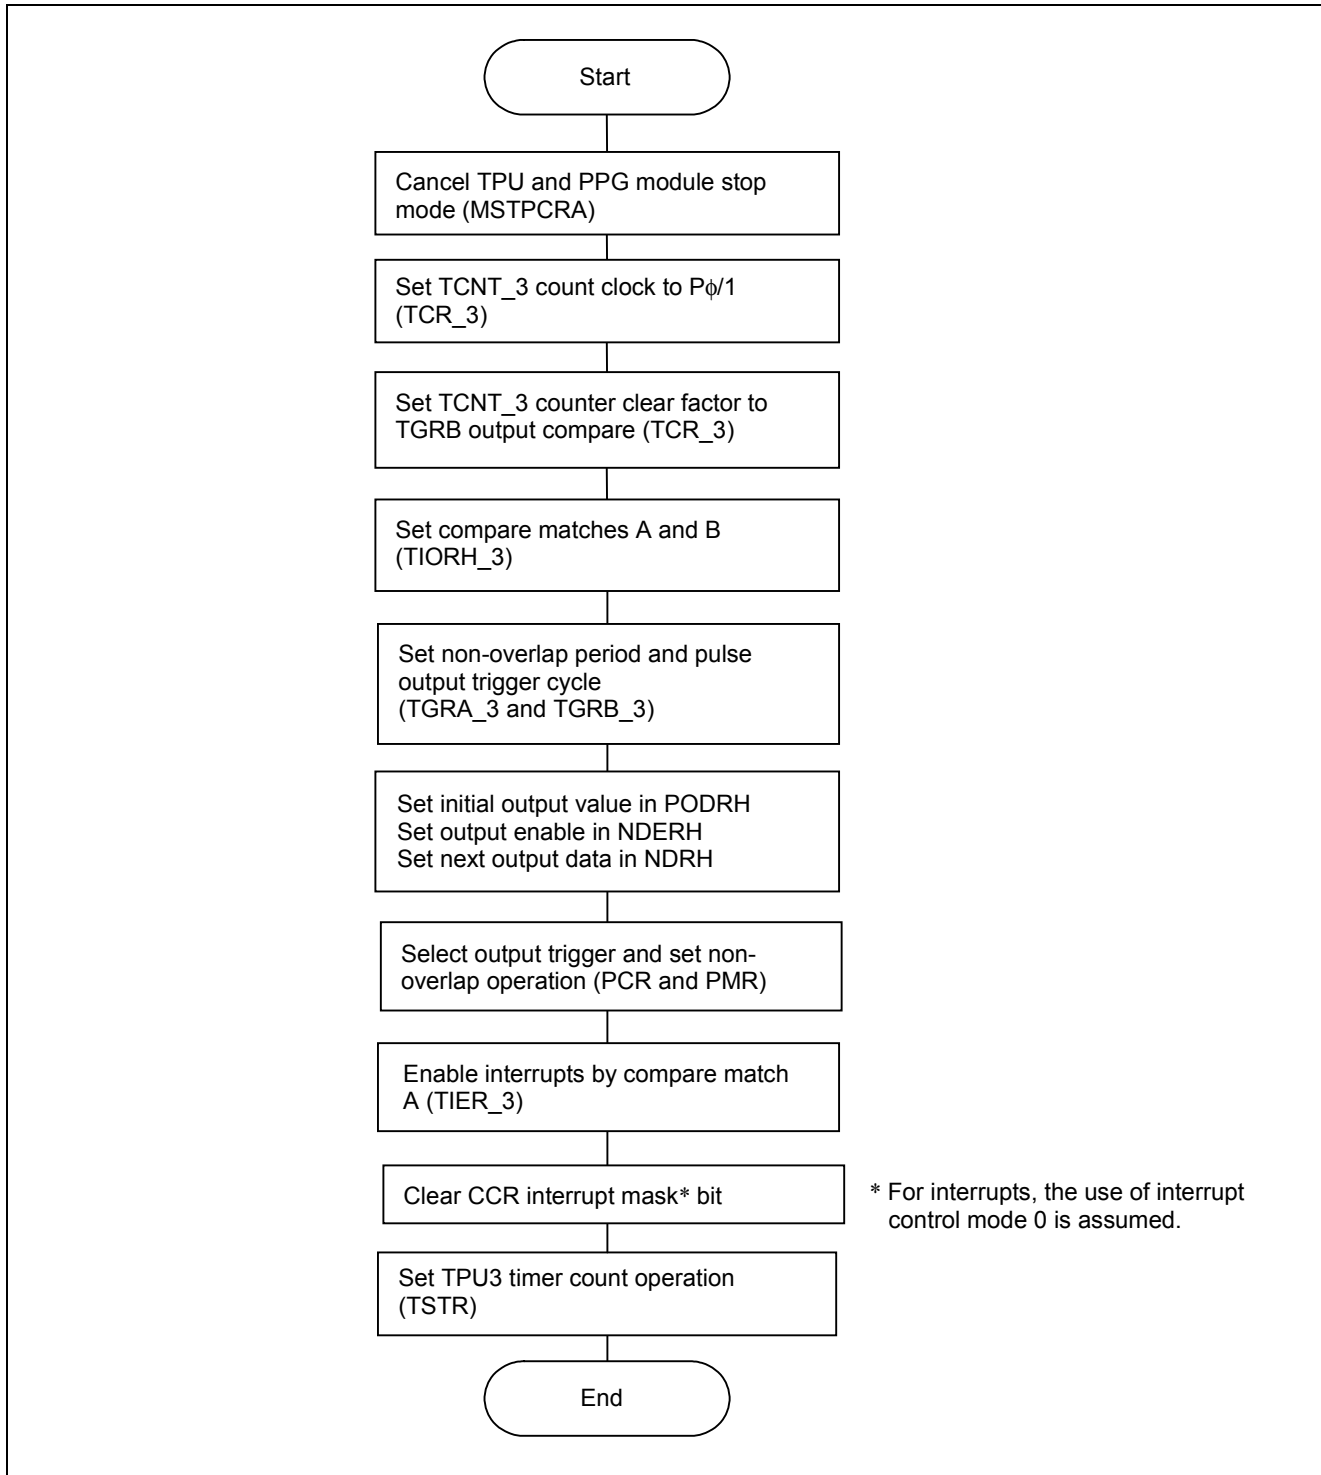 Start
Cancel TPU and PPG module stop
mode (MSTPCRA)
Set TCNT_3 count clock to Pϕ/1
(TCR_3)
Set TCNT_3 counter clear factor to
TGRB output compare (TCR_3)
Set compare matches A and B
(TIORH_3)
Set non-overlap period and pulse
output trigger cycle
(TGRA_3 and TGRB_3)
Set initial output value in PODRH
Set output enable in NDERH
Set next output data in NDRH
Select output trigger and set non-
overlap operation (PCR and PMR)
Enable interrupts by compare match
A (TIER_3)
Clear CCR interrupt mask* bit
* For interrupts, the use of interrupt
control mode 0 is assumed.
Set TPU3 timer count operation
(TSTR)
End